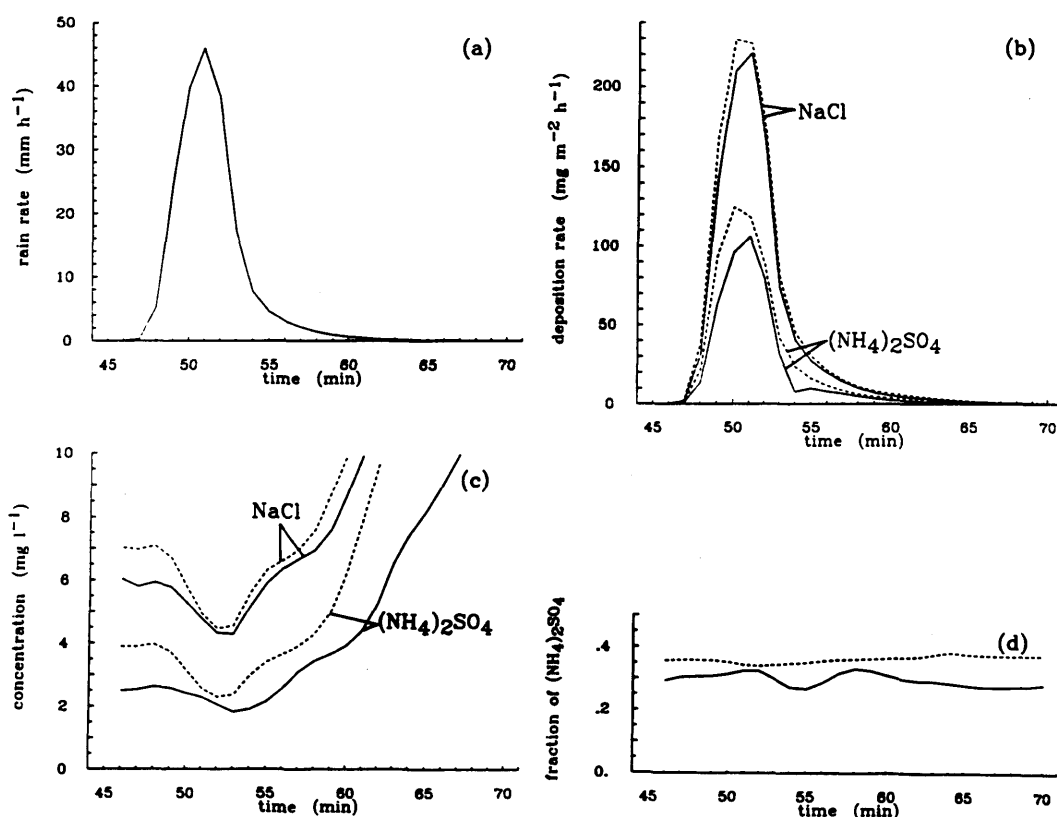 (a)
rain rate (mm h⁻¹)
50
40
30
20
10
0
45 50 55 60 65 70
time (min)
(b)
deposition rate (mg m⁻² h⁻¹)
200
150
100
50
0
NaCl
(NH₄)₂SO₄
45 50 55 60 65 70
time (min)
(c)
concentration (mg l⁻¹)
10
8
6
4
2
0
NaCl
(NH₄)₂SO₄
45 50 55 60 65 70
time (min)
(d)
fraction of (NH₄)₂SO₄
.4
.2
0.
45 50 55 60 65 70
time (min)